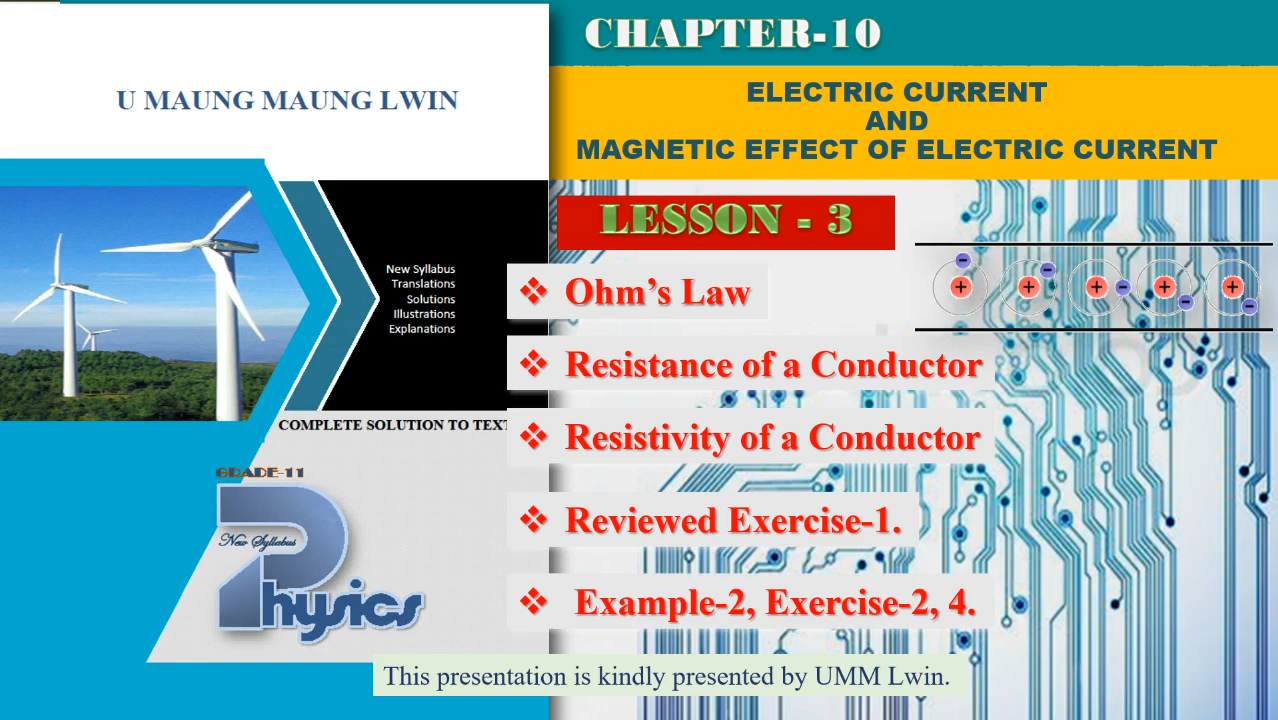 U MAUNG MAUNG LWIN
New Syllabus
Translations
Solutions
Illustrations
Explanations
COMPLETE SOLUTION TO TEXT
GRADE-11
New Syllabus
Physics
CHAPTER-10
ELECTRIC CURRENT
AND
MAGNETIC EFFECT OF ELECTRIC CURRENT
LESSON - 3
❖ Ohm’s Law
❖ Resistance of a Conductor
❖ Resistivity of a Conductor
❖ Reviewed Exercise-1.
❖ Example-2, Exercise-2, 4.
This presentation is kindly presented by UMM Lwin.